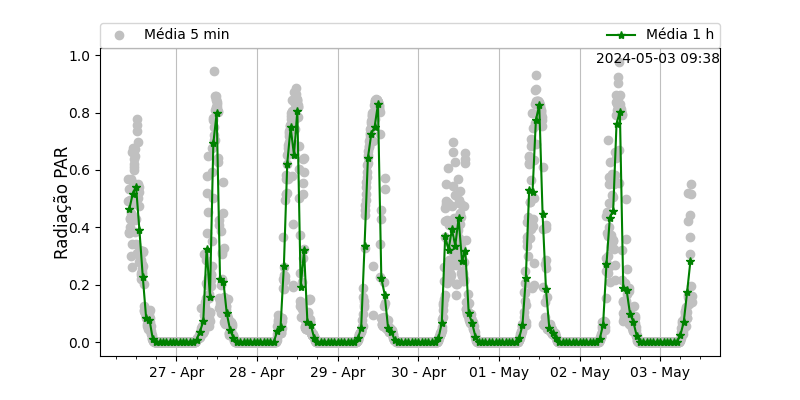 Média 5 min
Média 1 h
2024-05-03 09:38
Radiação PAR
1.0
0.8
0.6
0.4
0.2
0.0
27 - Apr
28 - Apr
29 - Apr
30 - Apr
01 - May
02 - May
03 - May